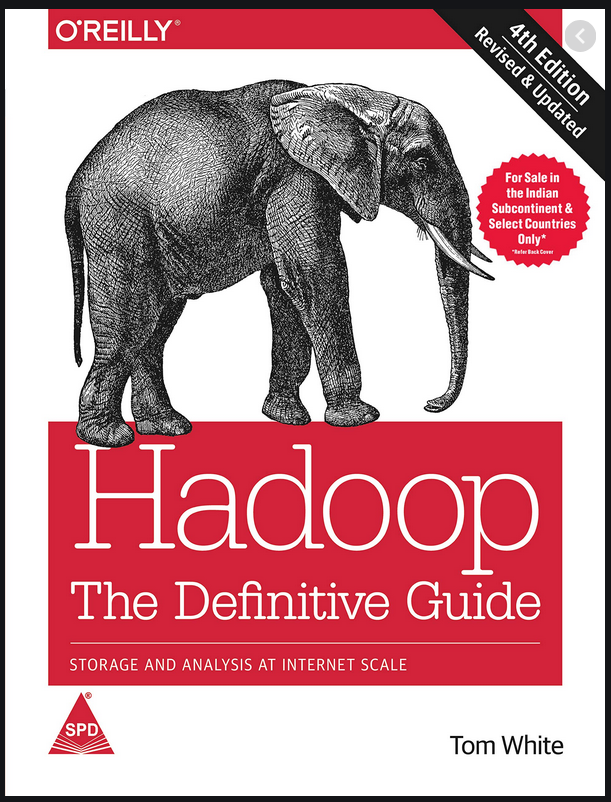 O'REILLY®
4th Edition
Revised & Updated
For Sale in
the Indian
Subcontinent &
Select Countries
Only*
*Refer Back Cover
Hadoop
The Definitive Guide
STORAGE AND ANALYSIS AT INTERNET SCALE
®
SPD
Tom White